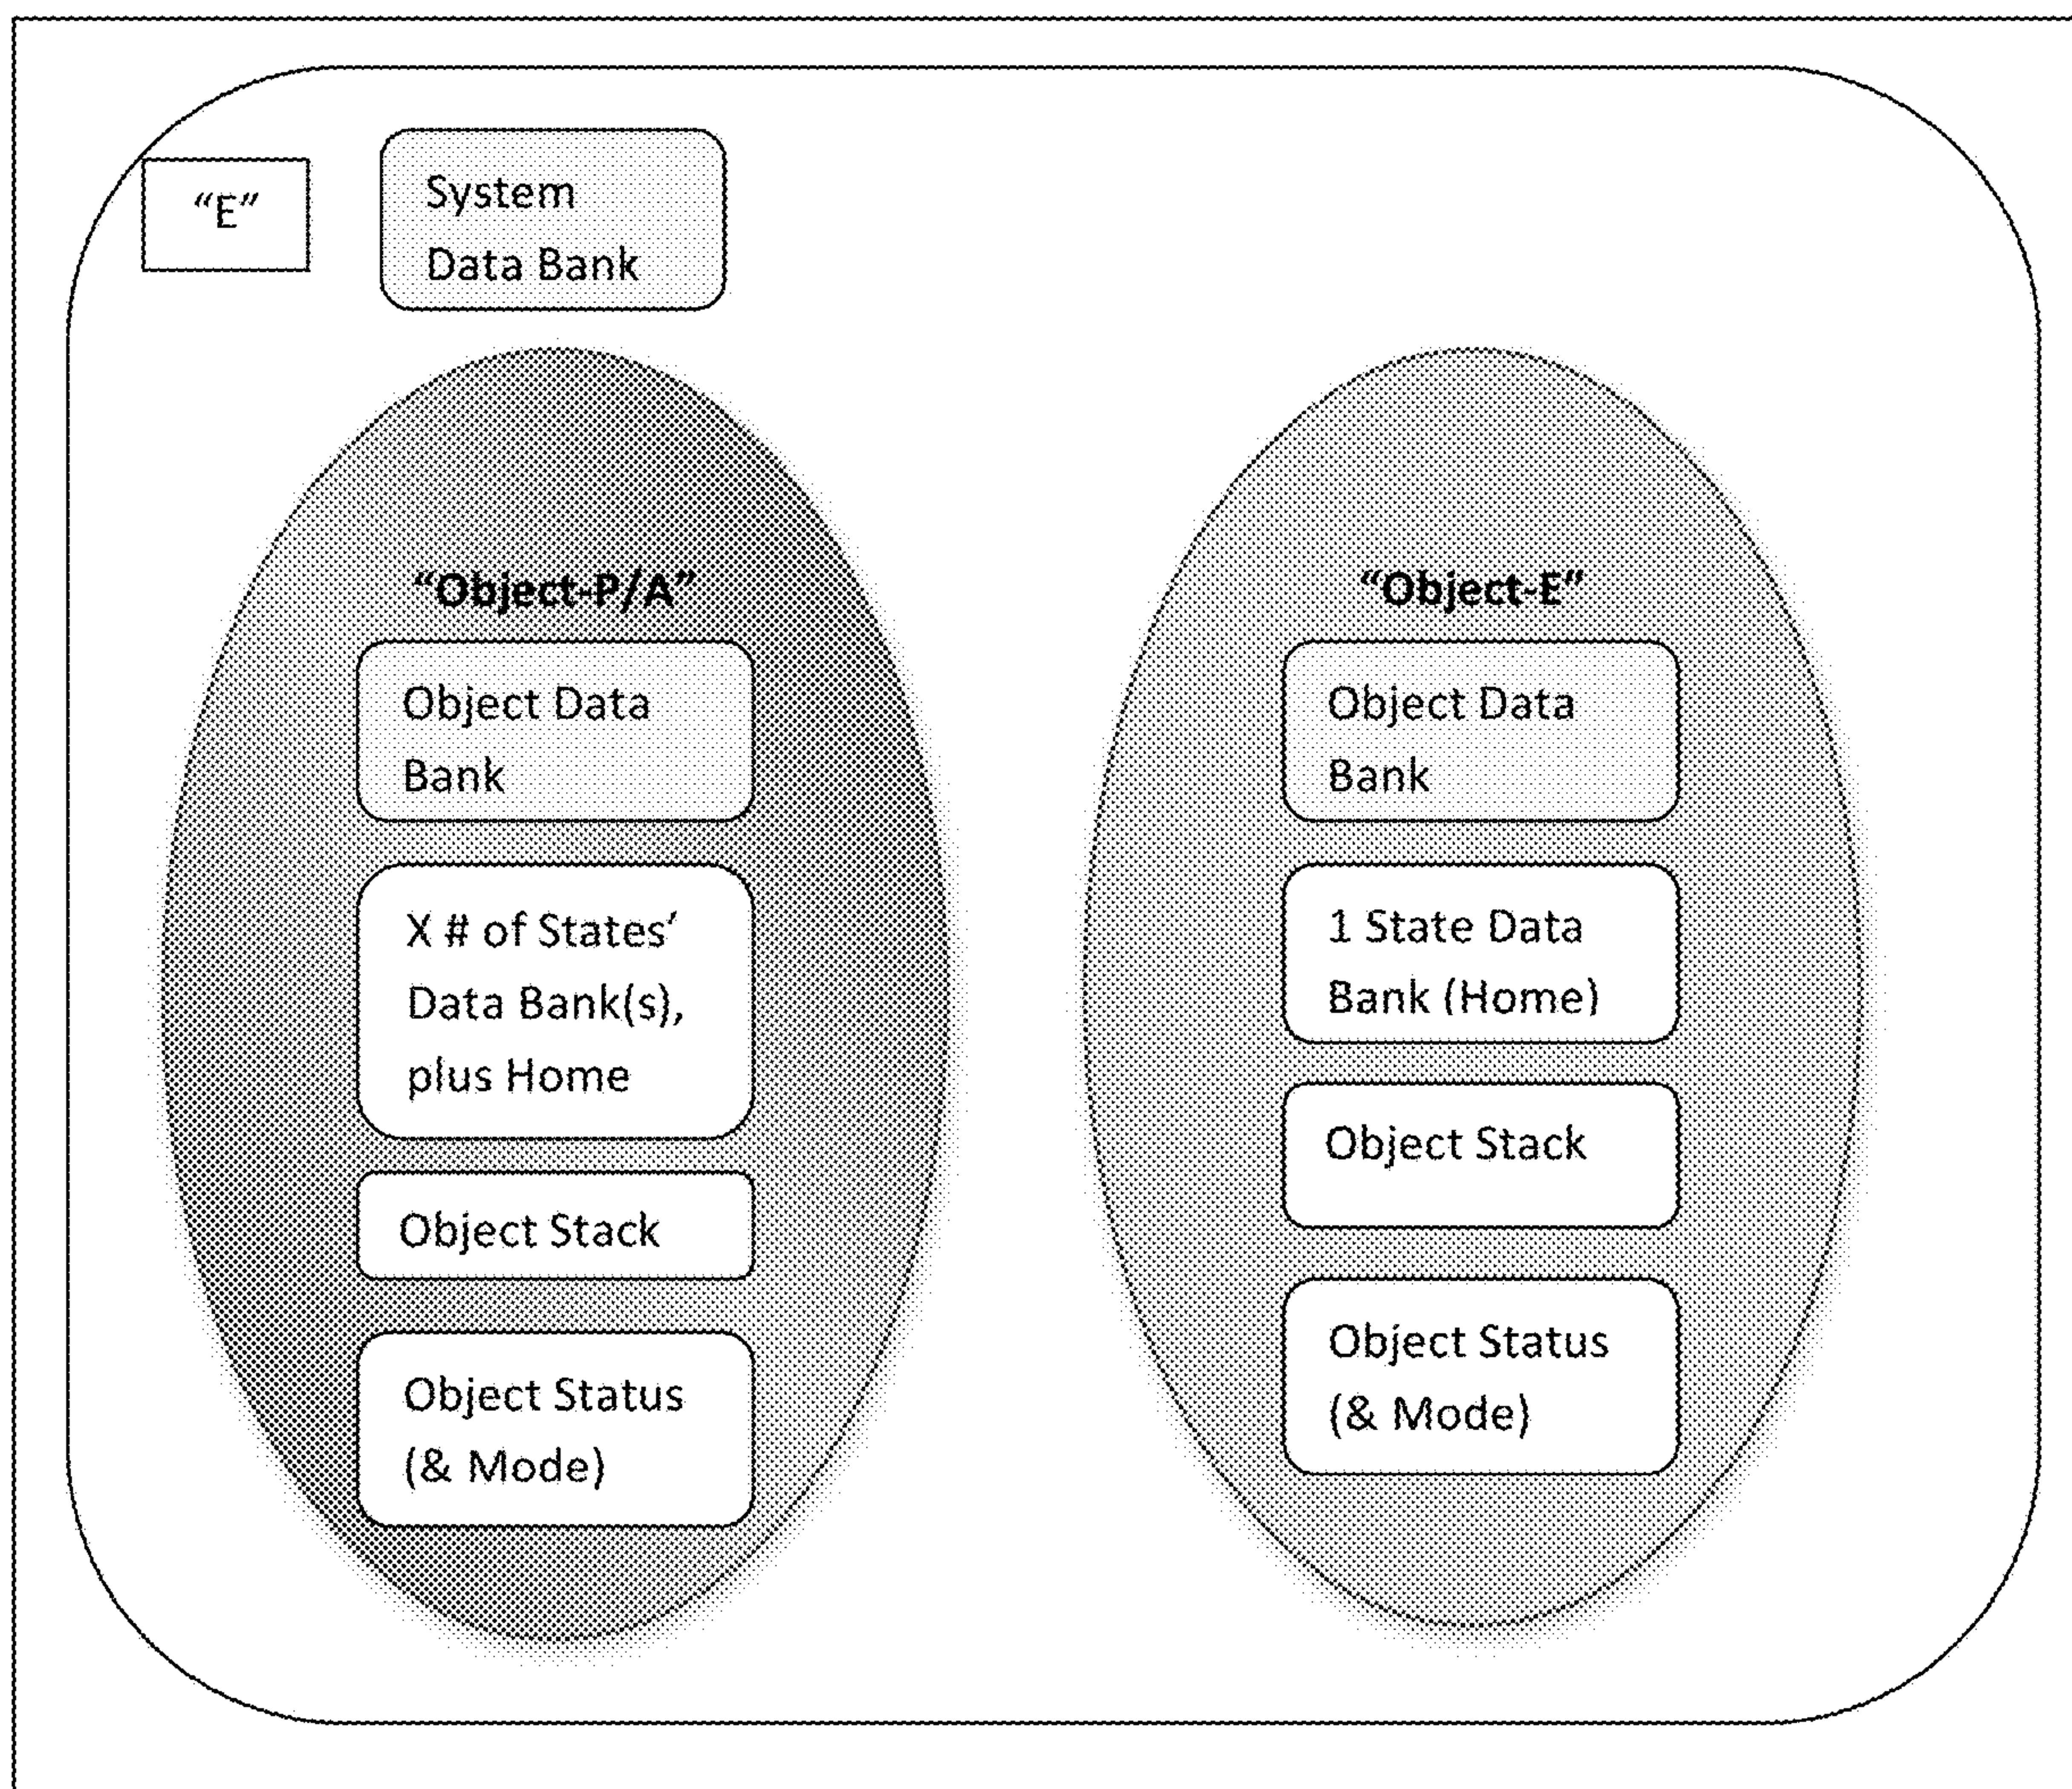 “E”
System
Data Bank
“Object-P/A”
Object Data
Bank
X # of States’
Data Bank(s),
plus Home
Object Stack
Object Status
(& Mode)
“Object-E”
Object Data
Bank
1 State Data
Bank (Home)
Object Stack
Object Status
(& Mode)